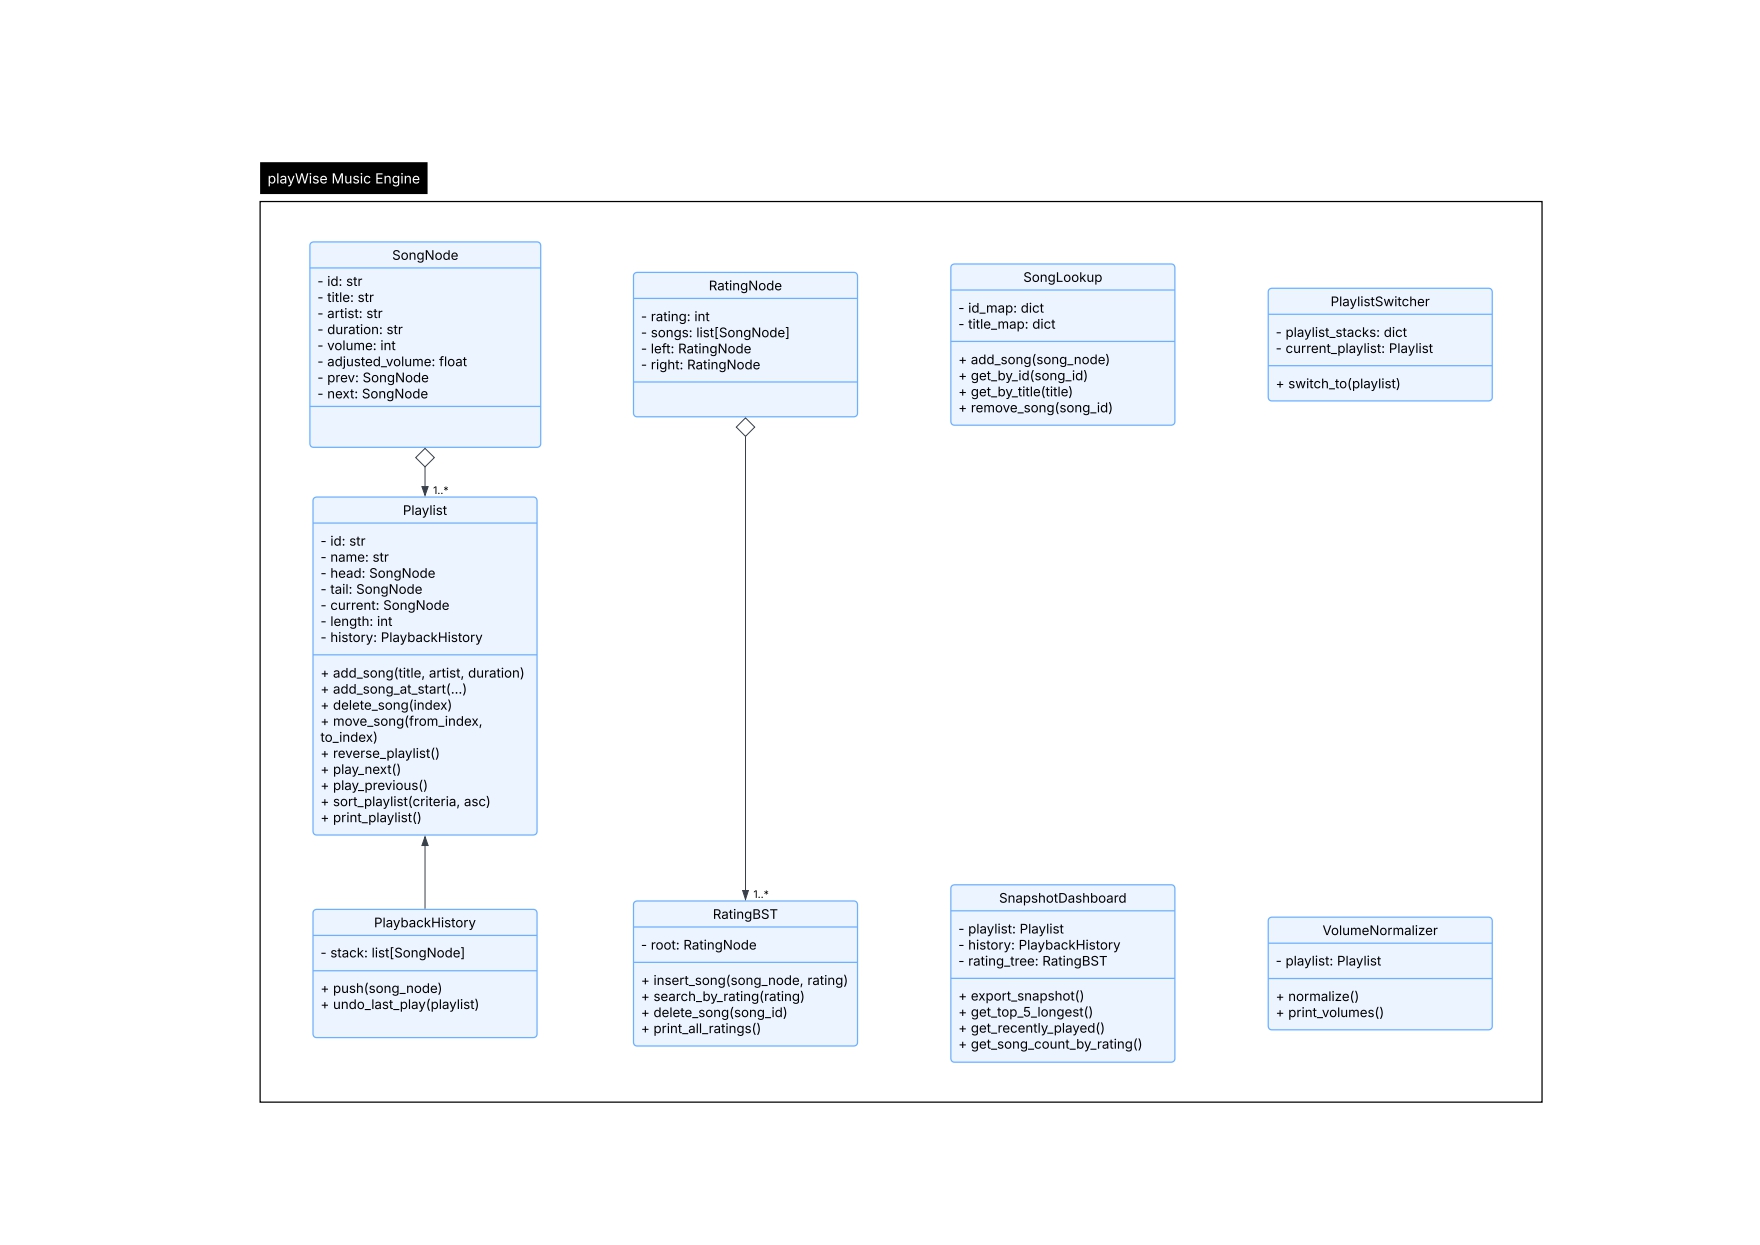 playWise Music Engine
SongNode
- id: str
- title: str
- artist: str
- duration: str
- volume: int
- adjusted_volume: float
- prev: SongNode
- next: SongNode
1..*
Playlist
- id: str
- name: str
- head: SongNode
- tail: SongNode
- current: SongNode
- length: int
- history: PlaybackHistory
+ add_song(title, artist, duration)
+ add_song_at_start(...)
+ delete_song(index)
+ move_song(from_index,
to_index)
+ reverse_playlist()
+ play_next()
+ play_previous()
+ sort_playlist(criteria, asc)
+ print_playlist()
PlaybackHistory
- stack: list[SongNode]
+ push(song_node)
+ undo_last_play(playlist)
RatingNode
- rating: int
- songs: list[SongNode]
- left: RatingNode
- right: RatingNode
1..*
RatingBST
- root: RatingNode
+ insert_song(song_node, rating)
+ search_by_rating(rating)
+ delete_song(song_id)
+ print_all_ratings()
SongLookup
- id_map: dict
- title_map: dict
+ add_song(song_node)
+ get_by_id(song_id)
+ get_by_title(title)
+ remove_song(song_id)
SnapshotDashboard
- playlist: Playlist
- history: PlaybackHistory
- rating_tree: RatingBST
+ export_snapshot()
+ get_top_5_longest()
+ get_recently_played()
+ get_song_count_by_rating()
PlaylistSwitcher
- playlist_stacks: dict
- current_playlist: Playlist
+ switch_to(playlist)
VolumeNormalizer
- playlist: Playlist
+ normalize()
+ print_volumes()